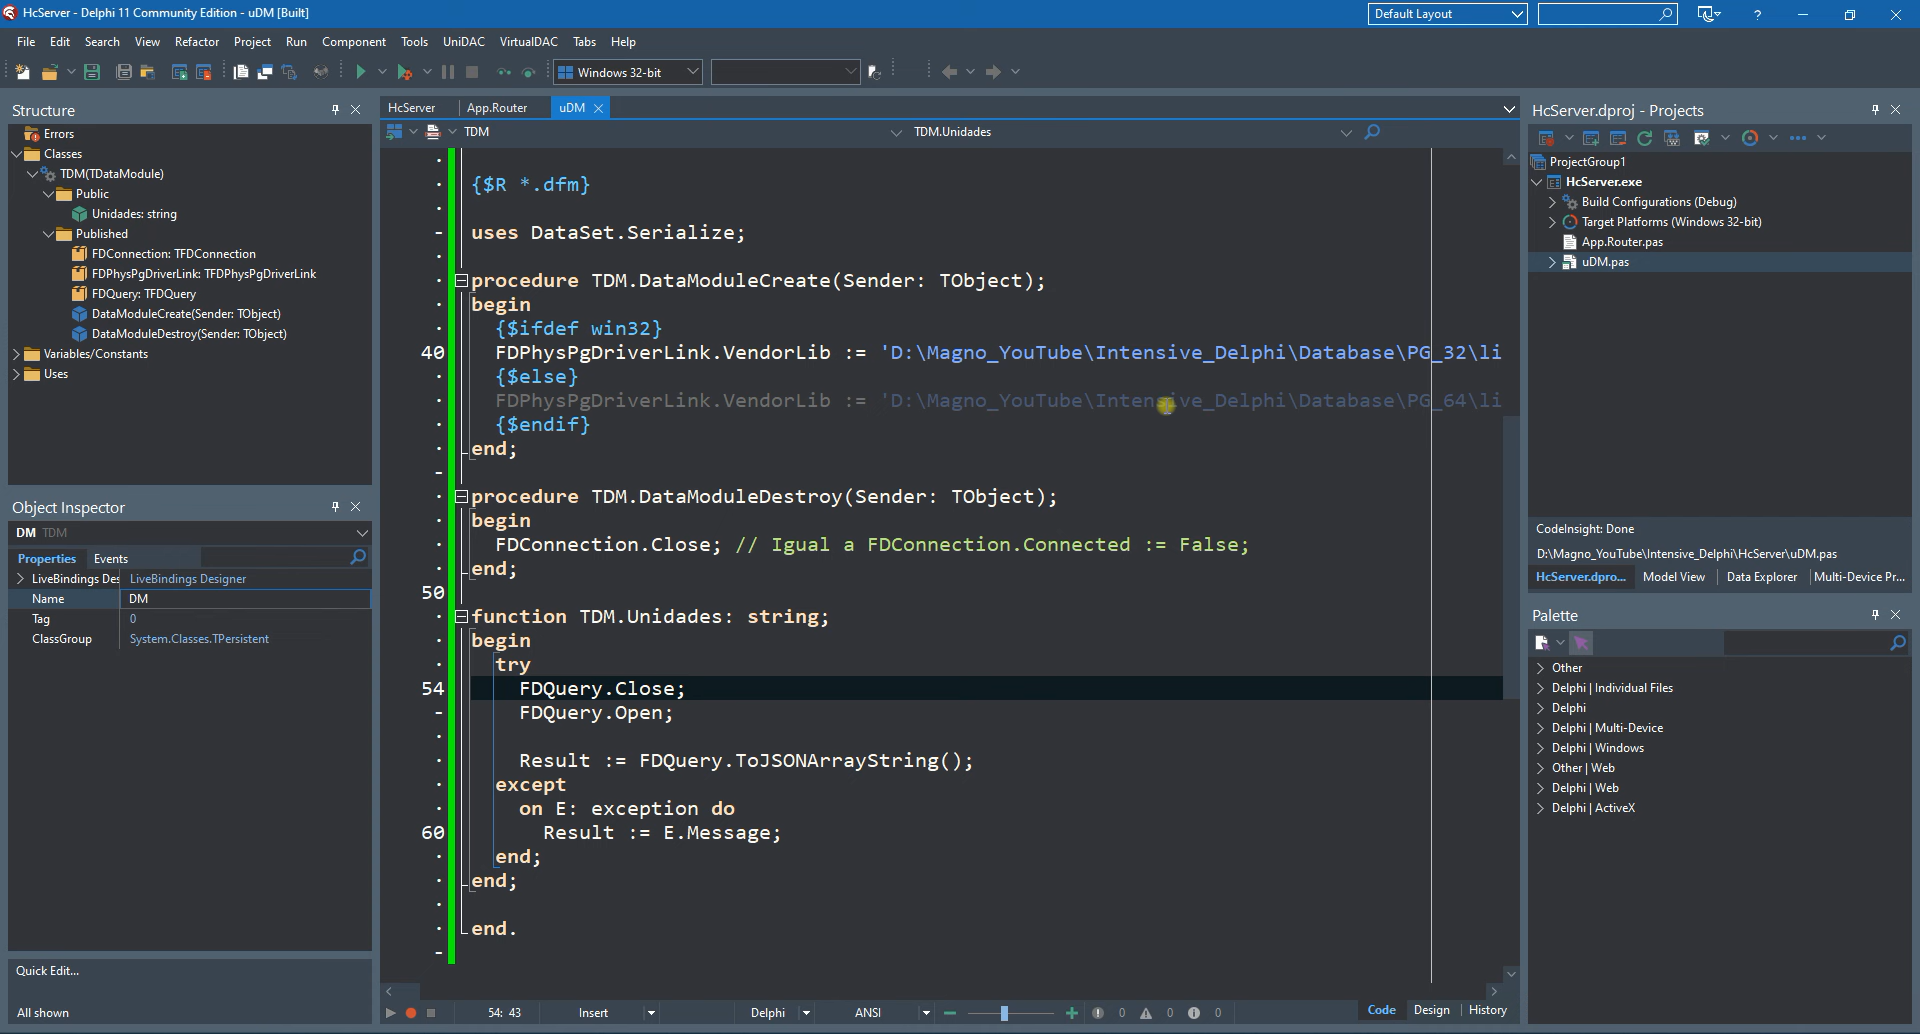 HcServer - Delphi 11 Community Edition - uDM [Built]
Default Layout
?
File Edit Search View Refactor Project Run Component Tools UniDAC VirtualDAC Tabs Help
Windows 32-bit
Structure
Errors
Classes
TDM(TDataModule)
Public
Unidades: string
Published
FDConnection: TFDConnection
FDPhysPgDriverLink: TFDPhysPgDriverLink
FDQuery: TFDQuery
DataModuleCreate(Sender: TObject)
DataModuleDestroy(Sender: TObject)
Variables/Constants
Uses
Object Inspector
DM TDM
Properties Events
LiveBindings Des LiveBindings Designer
Name DM
Tag 0
ClassGroup System.Classes.TPersistent
Quick Edit...
All shown
HcServer App.Router uDM
TDM TDM.Unidades
{$R *.dfm}
uses DataSet.Serialize;
procedure TDM.DataModuleCreate(Sender: TObject);
begin
{$ifdef win32}
40 FDPhysPgDriverLink.VendorLib := 'D:\Magno_YouTube\Intensive_Delphi\Database\PG_32\li
{$else}
FDPhysPgDriverLink.VendorLib := 'D:\Magno_YouTube\Intensive_Delphi\Database\PG_64\li
{$endif}
end;
procedure TDM.DataModuleDestroy(Sender: TObject);
begin
FDConnection.Close; // Igual a FDConnection.Connected := False;
end;
50
function TDM.Unidades: string;
begin
try
54 FDQuery.Close;
FDQuery.Open;
Result := FDQuery.ToJSONArrayString();
except
on E: exception do
60 Result := E.Message;
end;
end;
end.
54: 43 Insert Delphi ANSI 0 0 0
Code Design History
HcServer.dproj - Projects
ProjectGroup1
HcServer.exe
Build Configurations (Debug)
Target Platforms (Windows 32-bit)
App.Router.pas
uDM.pas
CodeInsight: Done
D:\Magno_YouTube\Intensive_Delphi\HcServer\uDM.pas
HcServer.dpro... Model View Data Explorer Multi-Device Pr...
Palette
Other
Delphi | Individual Files
Delphi
Delphi | Multi-Device
Delphi | Windows
Other | Web
Delphi | Web
Delphi | ActiveX